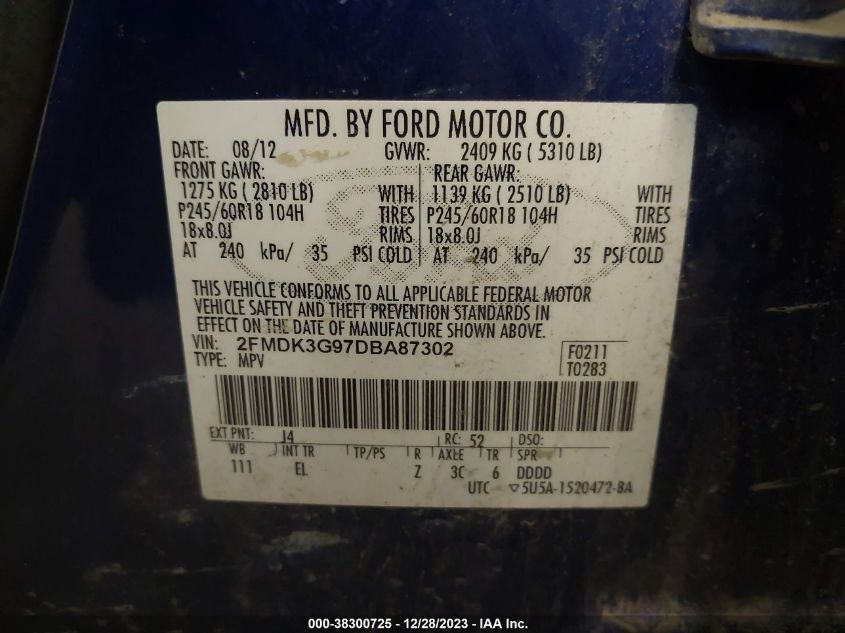 MFD. BY FORD MOTOR CO.
DATE: 08/12 GVWR: 2409 KG ( 5310 LB)
FRONT GAWR: REAR GAWR:
1275 KG ( 2810 LB) WITH 1139 KG ( 2510 LB) WITH
P245/60R18 104H TIRES P245/60R18 104H TIRES
18x8.0J RIMS 18x8.0J RIMS
AT 240 kPa/ 35 PSI COLD AT 240 kPa/ 35 PSI COLD
THIS VEHICLE CONFORMS TO ALL APPLICABLE FEDERAL MOTOR
VEHICLE SAFETY AND THEFT PREVENTION STANDARDS IN
EFFECT ON THE DATE OF MANUFACTURE SHOWN ABOVE.
VIN: 2FMDK3G97DBA87302 F0211
TYPE: MPV T0283
EXT PNT: J4 RC: 52 DSO:
WB INT TR TP/PS R AXLE TR SPR
111 EL Z 3C 6 DDDD
UTC ▽5U5A-1520472-BA
000-38300725 - 12/28/2023 - IAA Inc.